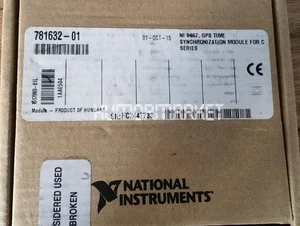 781632-01
01-OCT-15
NI 9467, GPS TIME
SYNCHRONIZATION MODULE FOR C
SERIES
CE
Module - PRODUCT OF HUNGARY
NATIONAL
INSTRUMENTS
SIDERED USED
BROKEN